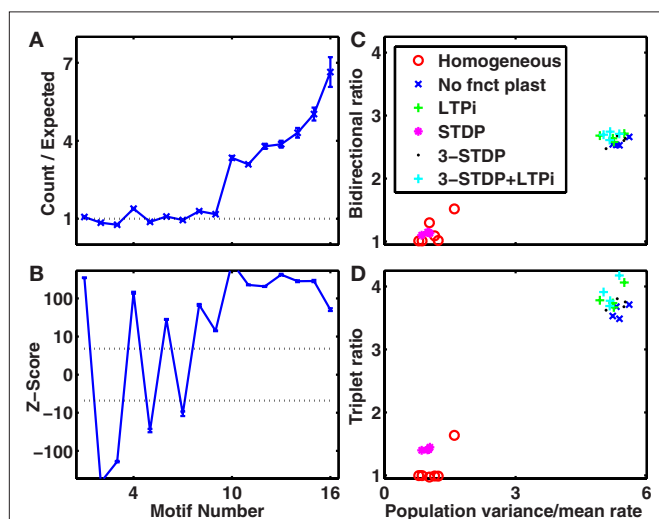 A
Count / Expected
7
4
1
B
Z-Score
100
10
0
-10
-100
4
10
16
Motif Number
C
Bidirectional ratio
4
3
2
1
Homogeneous
No fnct plast
LTPi
STDP
3-STDP
3-STDP+LTPi
D
Triplet ratio
4
3
2
1
0
3
6
Population variance/mean rate